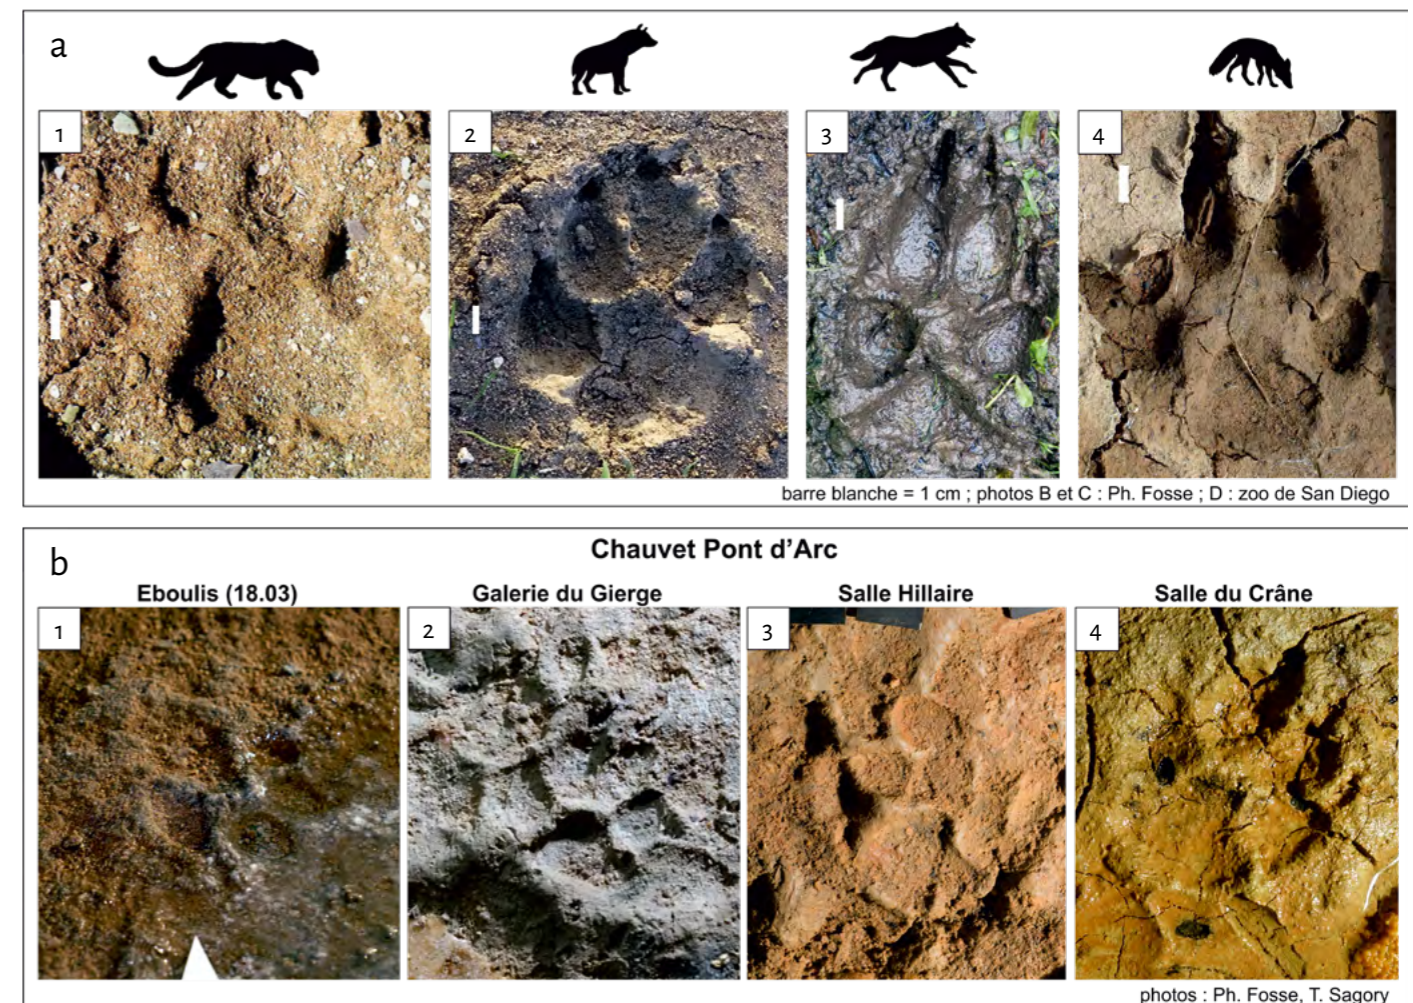 a
1
2
3
4
barre blanche = 1 cm ; photos B et C : Ph. Fosse ; D : zoo de San Diego
b
Chauvet Pont d'Arc
Eboulis (18.03)
Galerie du Gierge
Salle Hillaire
Salle du Crâne
1
2
3
4
photos : Ph. Fosse, T. Sagory